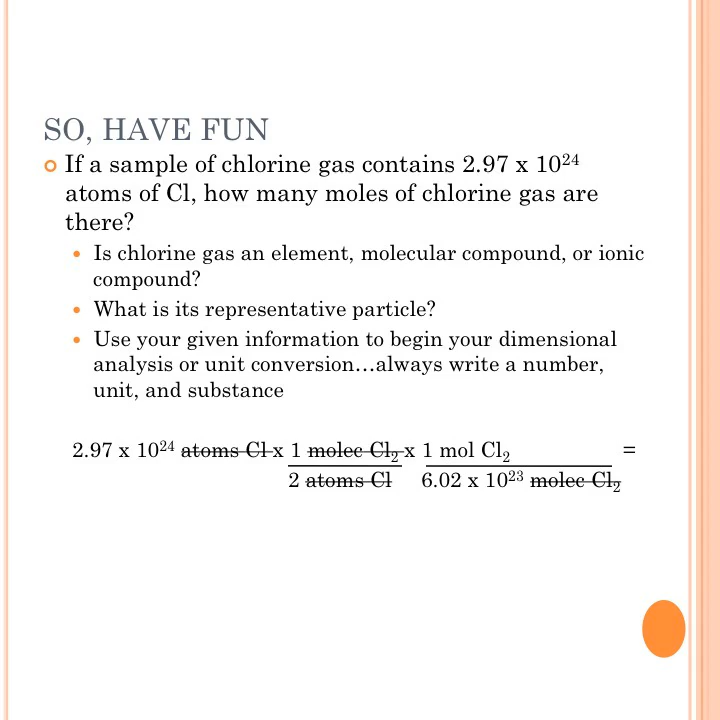 SO, HAVE FUN
If a sample of chlorine gas contains 2.97 x 10²⁴
atoms of Cl, how many moles of chlorine gas are
there?
Is chlorine gas an element, molecular compound, or ionic
compound?
What is its representative particle?
Use your given information to begin your dimensional
analysis or unit conversion…always write a number,
unit, and substance
2.97 x 10²⁴ atoms Cl x 1 molec Cl₂ x 1 mol Cl₂ =
2 atoms Cl 6.02 x 10²³ molec Cl₂